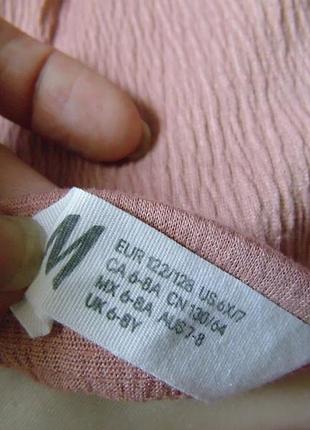 M
EUR 122/128 US 6X/7
CA 6-8A CN 130/64
MX 6-8A AUS 7-8
UK 6-8Y